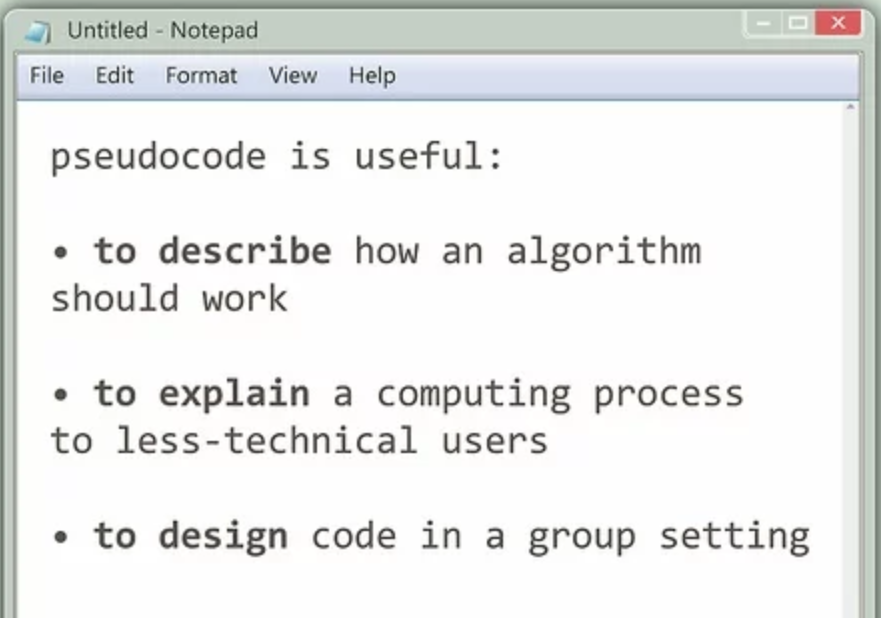 Untitled - Notepad
File Edit Format View Help
pseudocode is useful:
• to describe how an algorithm
should work
• to explain a computing process
to less-technical users
• to design code in a group setting